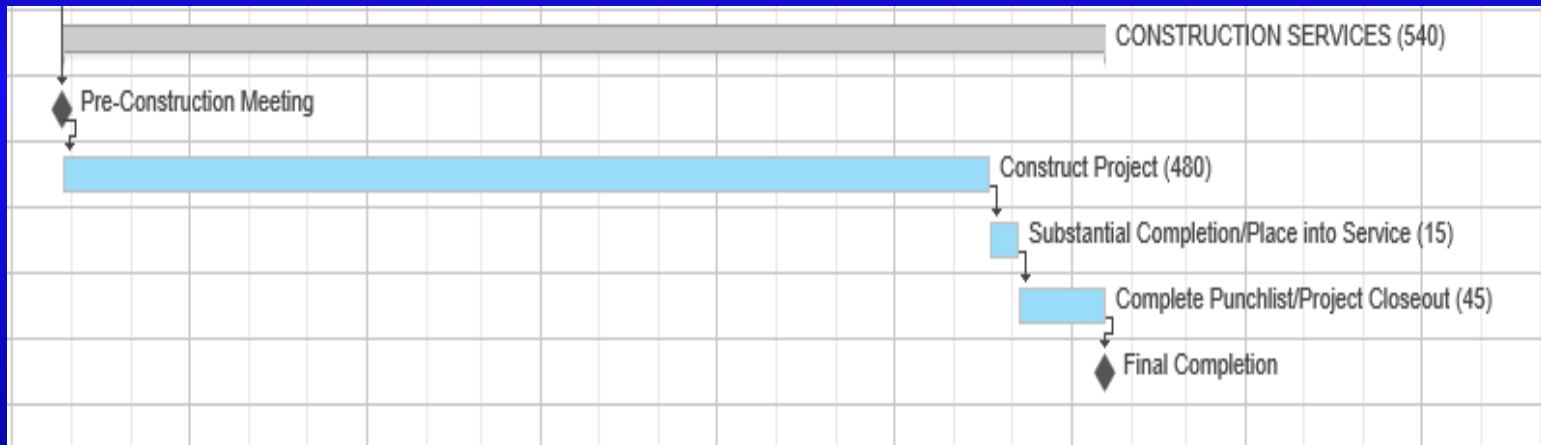 CONSTRUCTION SERVICES (540)
Pre-Construction Meeting
Construct Project (480)
Substantial Completion/Place into Service (15)
Complete Punchlist/Project Closeout (45)
Final Completion